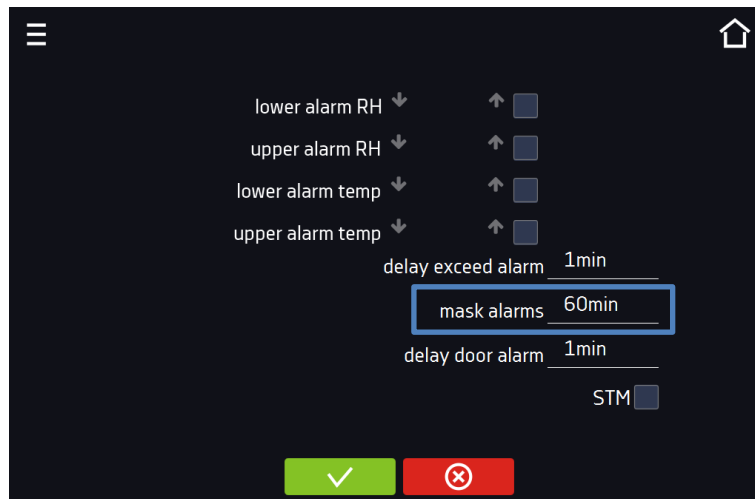 lower alarm RH
upper alarm RH
lower alarm temp
upper alarm temp
delay exceed alarm 1min
mask alarms 60min
delay door alarm 1min
STM